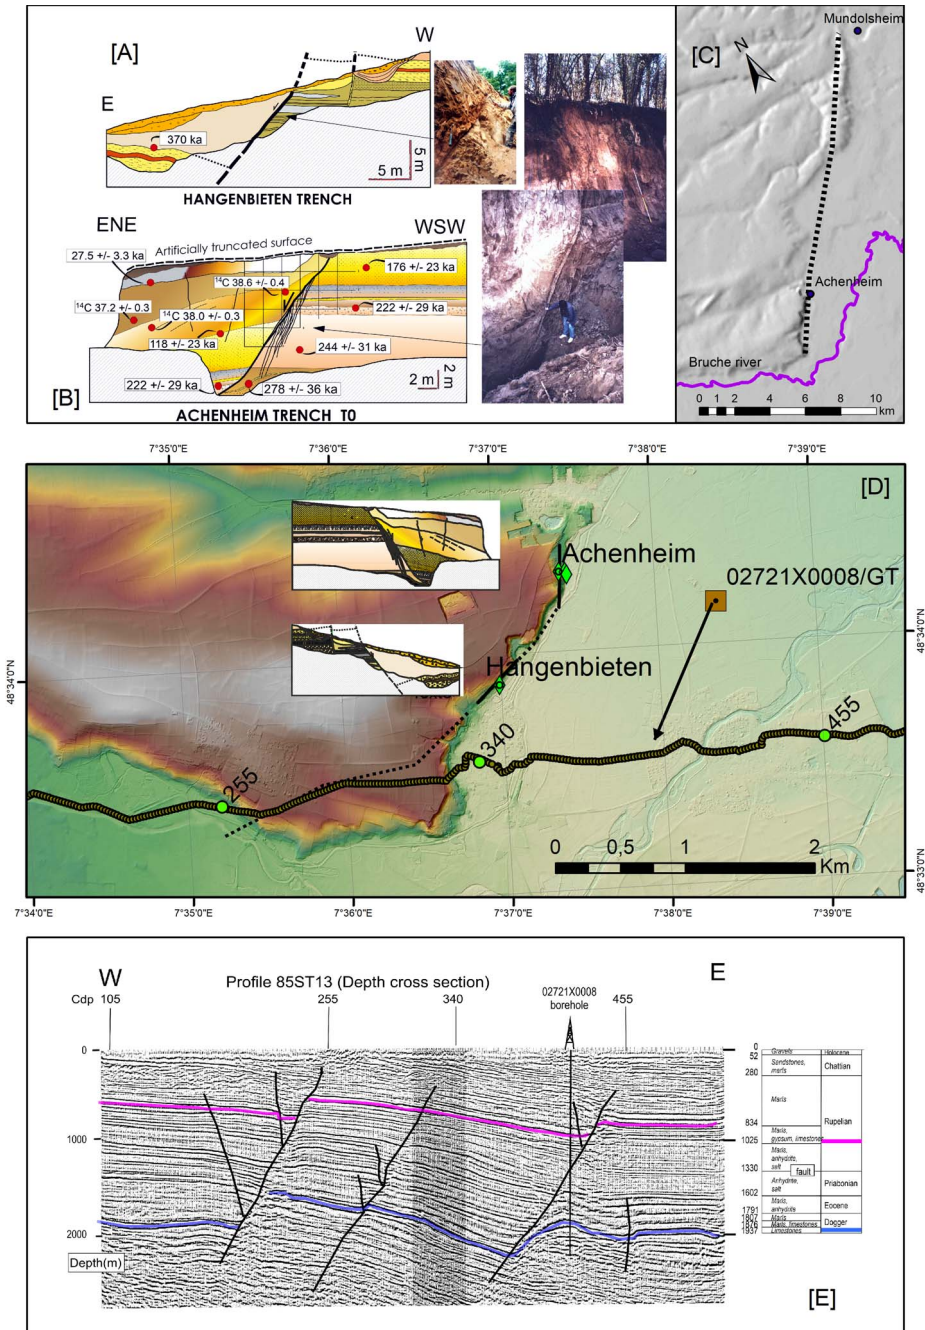 [A]
W
E
370 ka
5 m
5 m
HANGENBIETEN TRENCH
ENE
WSW
Artificially truncated surface
27.5 +/- 3.3 ka
176 +/- 23 ka
14C 38.6 +/- 0.4
14C 37.2 +/- 0.3
14C 38.0 +/- 0.3
222 +/- 29 ka
118 +/- 23 ka
244 +/- 31 ka
222 +/- 29 ka
278 +/- 36 ka
2 m
2 m
[B]
ACHENHEIM TRENCH T0
[C]
Mundolsheim
N
Achenheim
Bruche river
0 1 2 4 6 8 10
km
7°35'0"E 7°36'0"E 7°37'0"E 7°38'0"E 7°39'0"E
[D]
Achenheim
02721X0008/GT
48°34'0"N
48°34'0"N
Hangenbieten
340
455
255
0 0,5 1 2
Km
48°33'0"N
7°34'0"E 7°35'0"E 7°36'0"E 7°37'0"E 7°38'0"E 7°39'0"E
W
E
Profile 85ST13 (Depth cross section)
Cdp 105 255 340 02721X0008 455
borehole
0
1000
2000
Depth(m)
0
Gravels Holocene
52
Sandstones, marls Chattian
280
Marls Rupelian
834
Marls, gypsum, limestones
1025
Marls, anhydrite, salt
1330
fault
Anhydrite, salt Priabonian
1602
Marls, anhydrite Eocene
1791
1807 Marls
1876 Marls, limestones Dogger
1937 Limestones
[E]